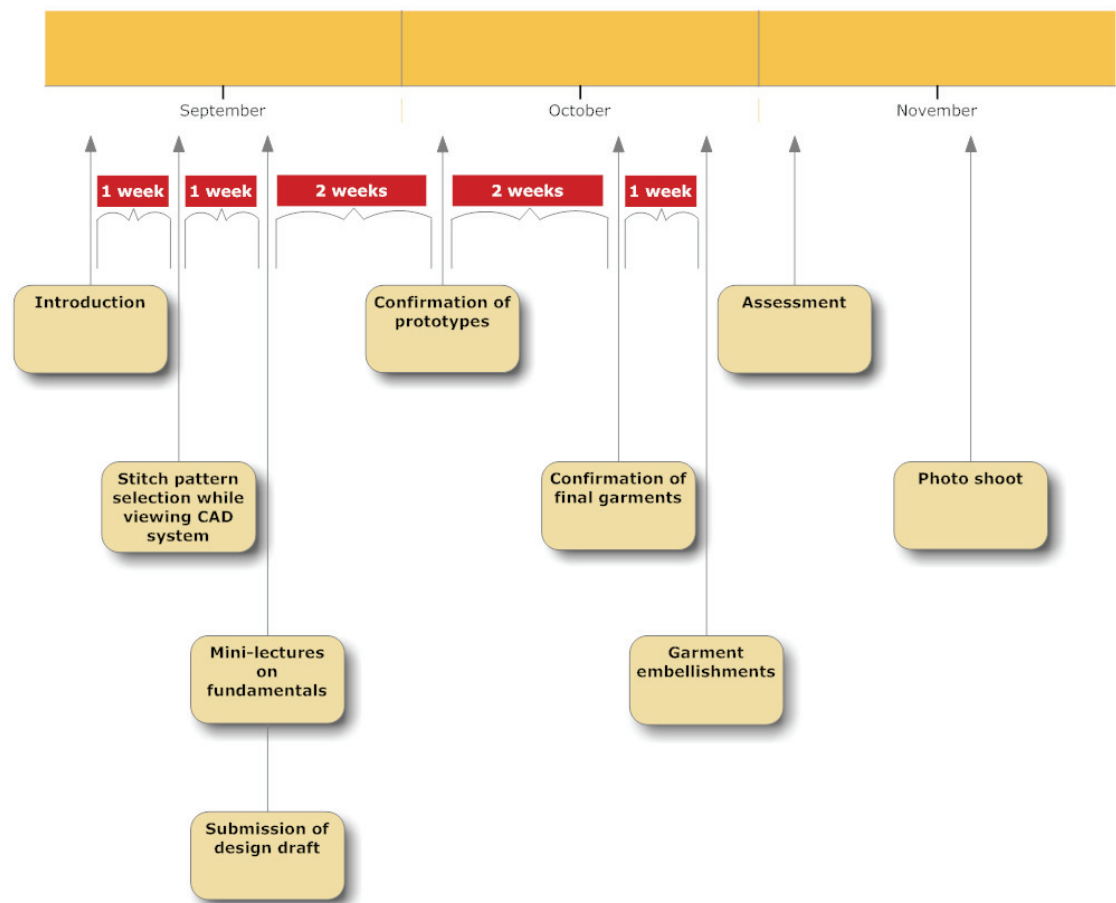 September
October
November
1 week
1 week
2 weeks
2 weeks
1 week
Introduction
Confirmation of
prototypes
Assessment
Stitch pattern
selection while
viewing CAD
system
Confirmation of
final garments
Photo shoot
Mini-lectures
on
fundamentals
Garment
embellishments
Submission of
design draft